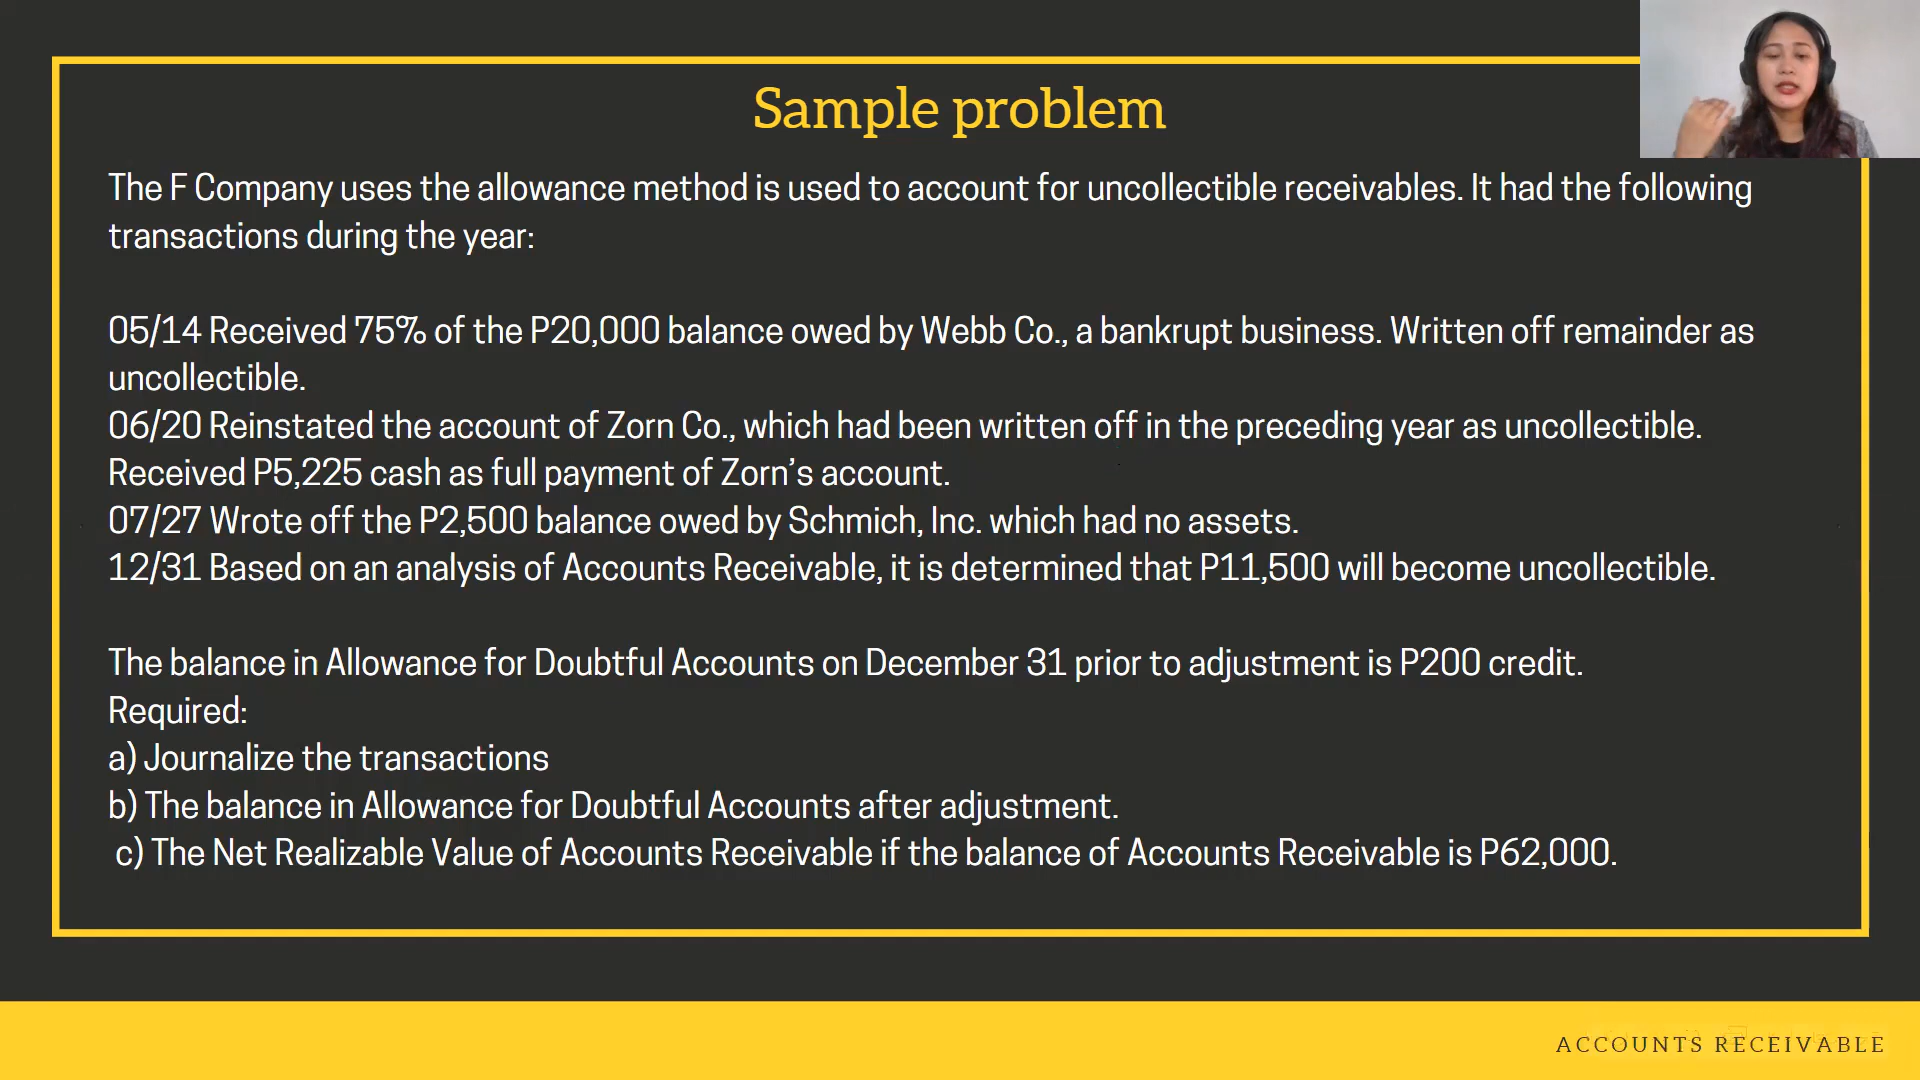 Sample problem
The F Company uses the allowance method is used to account for uncollectible receivables. It had the following
transactions during the year:
05/14 Received 75% of the P20,000 balance owed by Webb Co., a bankrupt business. Written off remainder as
uncollectible.
06/20 Reinstated the account of Zorn Co., which had been written off in the preceding year as uncollectible.
Received P5,225 cash as full payment of Zorn’s account.
07/27 Wrote off the P2,500 balance owed by Schmich, Inc. which had no assets.
12/31 Based on an analysis of Accounts Receivable, it is determined that P11,500 will become uncollectible.
The balance in Allowance for Doubtful Accounts on December 31 prior to adjustment is P200 credit.
Required:
a) Journalize the transactions
b) The balance in Allowance for Doubtful Accounts after adjustment.
c) The Net Realizable Value of Accounts Receivable if the balance of Accounts Receivable is P62,000.
ACCOUNTS RECEIVABLE